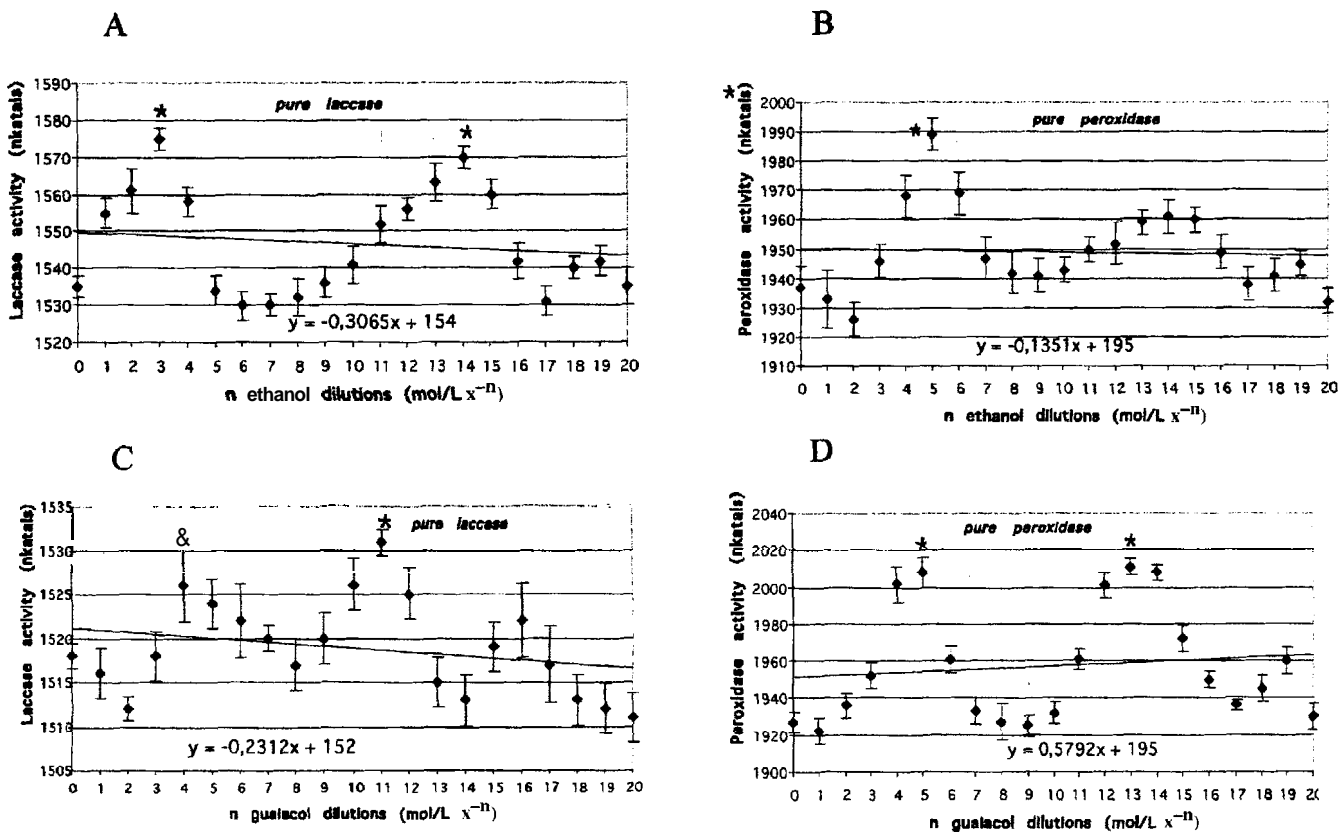 A
Laccase activity (nkatals)
1590
1580
1570
1560
1550
1540
1530
1520
pure laccase
*
*
y = -0,3065x + 154
0 1 2 3 4 5 6 7 8 9 10 11 12 13 14 15 16 17 18 19 20
n ethanol dilutions (mol/L x⁻ⁿ)
B
Peroxidase activity (nkatals)
*
2000
1990
1980
1970
1960
1950
1940
1930
1920
1910
pure peroxidase
*
y = -0,1351x + 195
0 1 2 3 4 5 6 7 8 9 10 11 12 13 14 15 16 17 18 19 20
n ethanol dilutions (mol/L x⁻ⁿ)
C
Laccase activity (nkatals)
1535
1530
1525
1520
1515
1510
1505
&
* pure laccase
y = -0,2312x + 152
0 1 2 3 4 5 6 7 8 9 10 11 12 13 14 15 16 17 18 19 20
n guaiacol dilutions (mol/L x⁻ⁿ)
D
Peroxidase activity (nkatals)
2040
2020
2000
1980
1960
1940
1920
1900
pure peroxidase
*
*
y = 0,5792x + 195
0 1 2 3 4 5 6 7 8 9 10 11 12 13 14 15 16 17 18 19 20
n guaiacol dilutions (mol/L x⁻ⁿ)